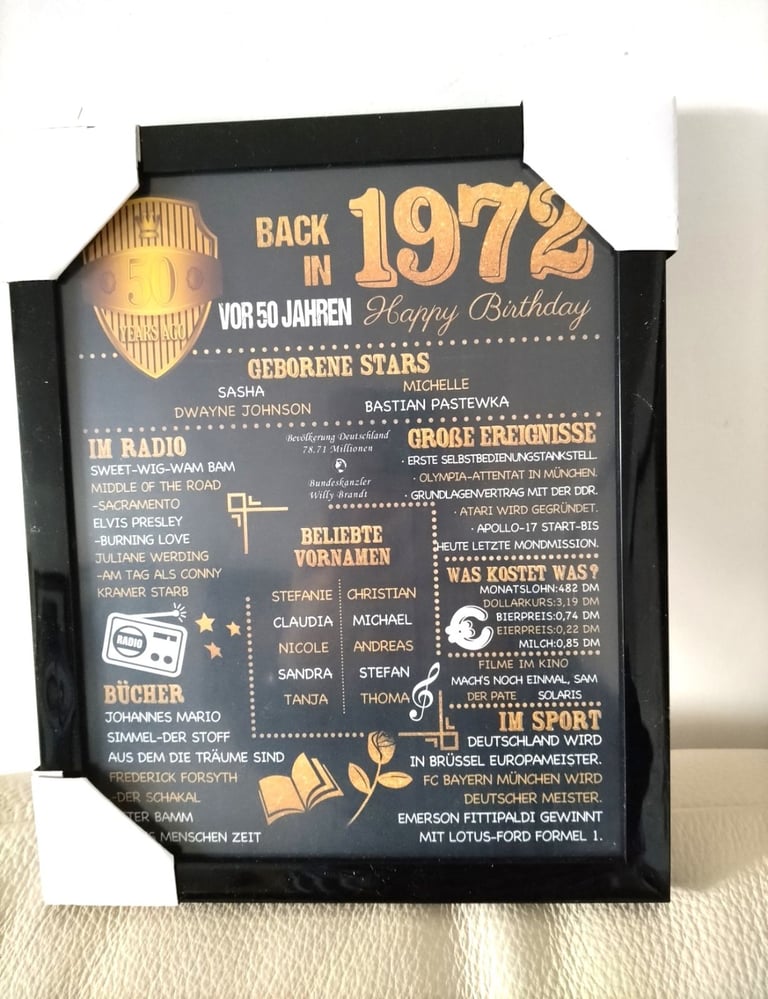 50
YEARS AGO
BACK
IN
1972
VOR 50 JAHREN
Happy Birthday
GEBORENE STARS
SASHA
MICHELLE
DWAYNE JOHNSON
BASTIAN PASTEWKA
IM RADIO
SWEET-WIG-WAM BAM
MIDDLE OF THE ROAD
-SACRAMENTO
ELVIS PRESLEY
-BURNING LOVE
JULIANE WERDING
-AM TAG ALS CONNY
KRAMER STARB
RADIO
Bevölkerung Deutschland
78.71 Millionen
Bundeskanzler
Willy Brandt
GROßE EREIGNISSE
· ERSTE SELBSTBEDIENUNGSTANKSTELL.
· OLYMPIA-ATTENTAT IN MÜNCHEN.
· GRUNDLAGENVERTRAG MIT DER DDR.
· ATARI WIRD GEGRÜNDET.
· APOLLO-17 START-BIS
HEUTE LETZTE MONDMISSION.
BELIEBTE
VORNAMEN
STEFANIE
CHRISTIAN
CLAUDIA
MICHAEL
NICOLE
ANDREAS
SANDRA
STEFAN
TANJA
THOMA
WAS KOSTET WAS?
MONATSLOHN:482 DM
DOLLARKURS:3,19 DM
BIERPREIS:0,74 DM
EIERPREIS:0,22 DM
MILCH:0,85 DM
FILME IM KINO
MACH'S NOCH EINMAL, SAM
DER PATE SOLARIS
BÜCHER
JOHANNES MARIO
SIMMEL-DER STOFF
AUS DEM DIE TRÄUME SIND
FREDERICK FORSYTH
-DER SCHAKAL
BAMM
MENSCHEN ZEIT
IM SPORT
DEUTSCHLAND WIRD
IN BRÜSSEL EUROPAMEISTER.
FC BAYERN MÜNCHEN WIRD
DEUTSCHER MEISTER.
EMERSON FITTIPALDI GEWINNT
MIT LOTUS-FORD FORMEL 1.